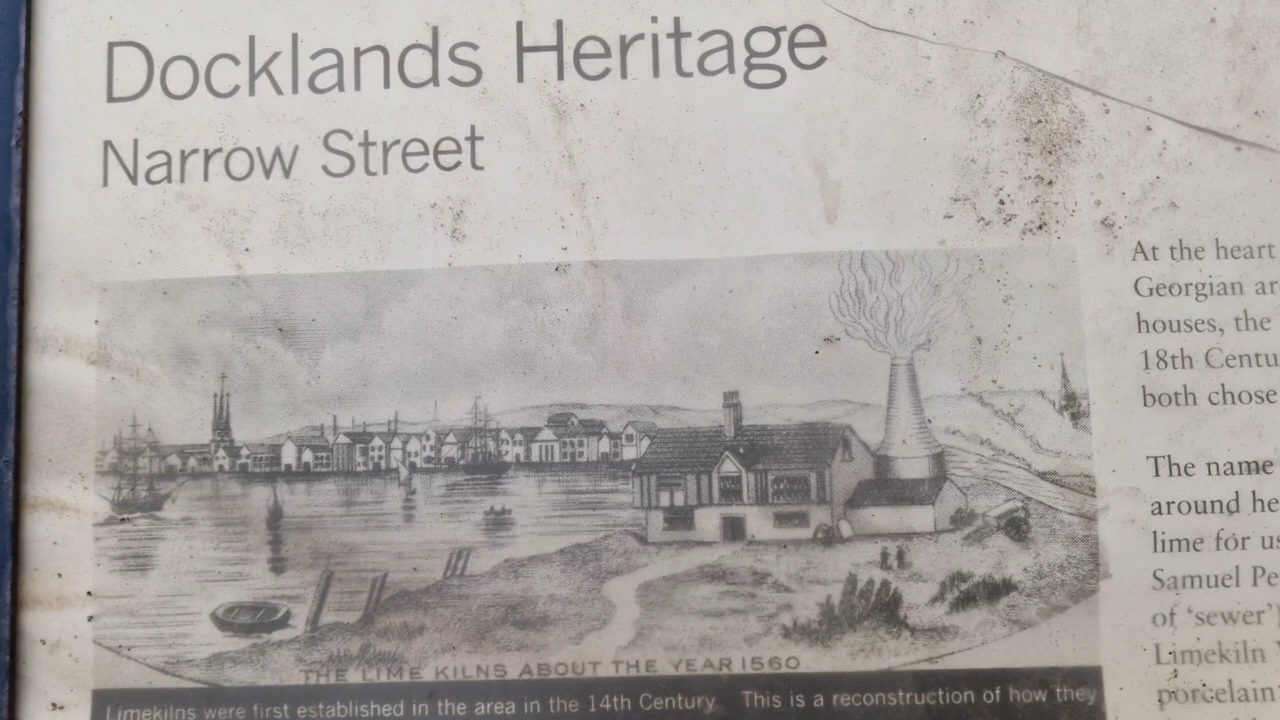 Docklands Heritage
Narrow Street
THE LIME KILNS ABOUT THE YEAR 1560.
Limekilns were first established in the area in the 14th Century. This is a reconstruction of how they
At the heart
Georgian ar
houses, the
18th Centu
both chose
The name
around he
lime for us
Samuel Pe
of ‘sewer’
Limekiln
porcelain